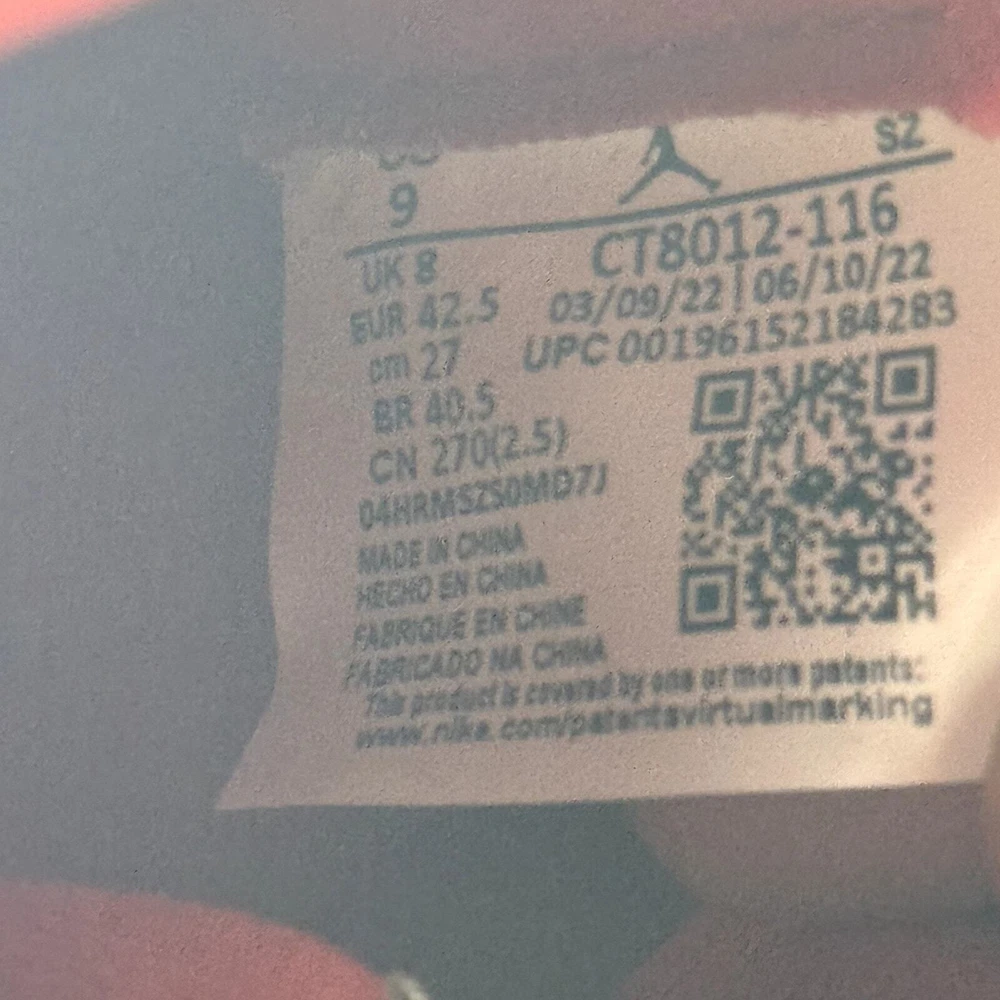 S2
9
CT8012-116
UK 8
03/09/22 | 06/10/22
EUR 42.5
UPC 00196152184283
cm 27
BR 40.5
CN 270(2.5)
MADE IN CHINA
HECHO EN CHINA
FABRIQUE EN CHINE
FABRICADO NA CHINA
This product is covered by one or more patents:
www.nike.com/patentsvirtualmarking